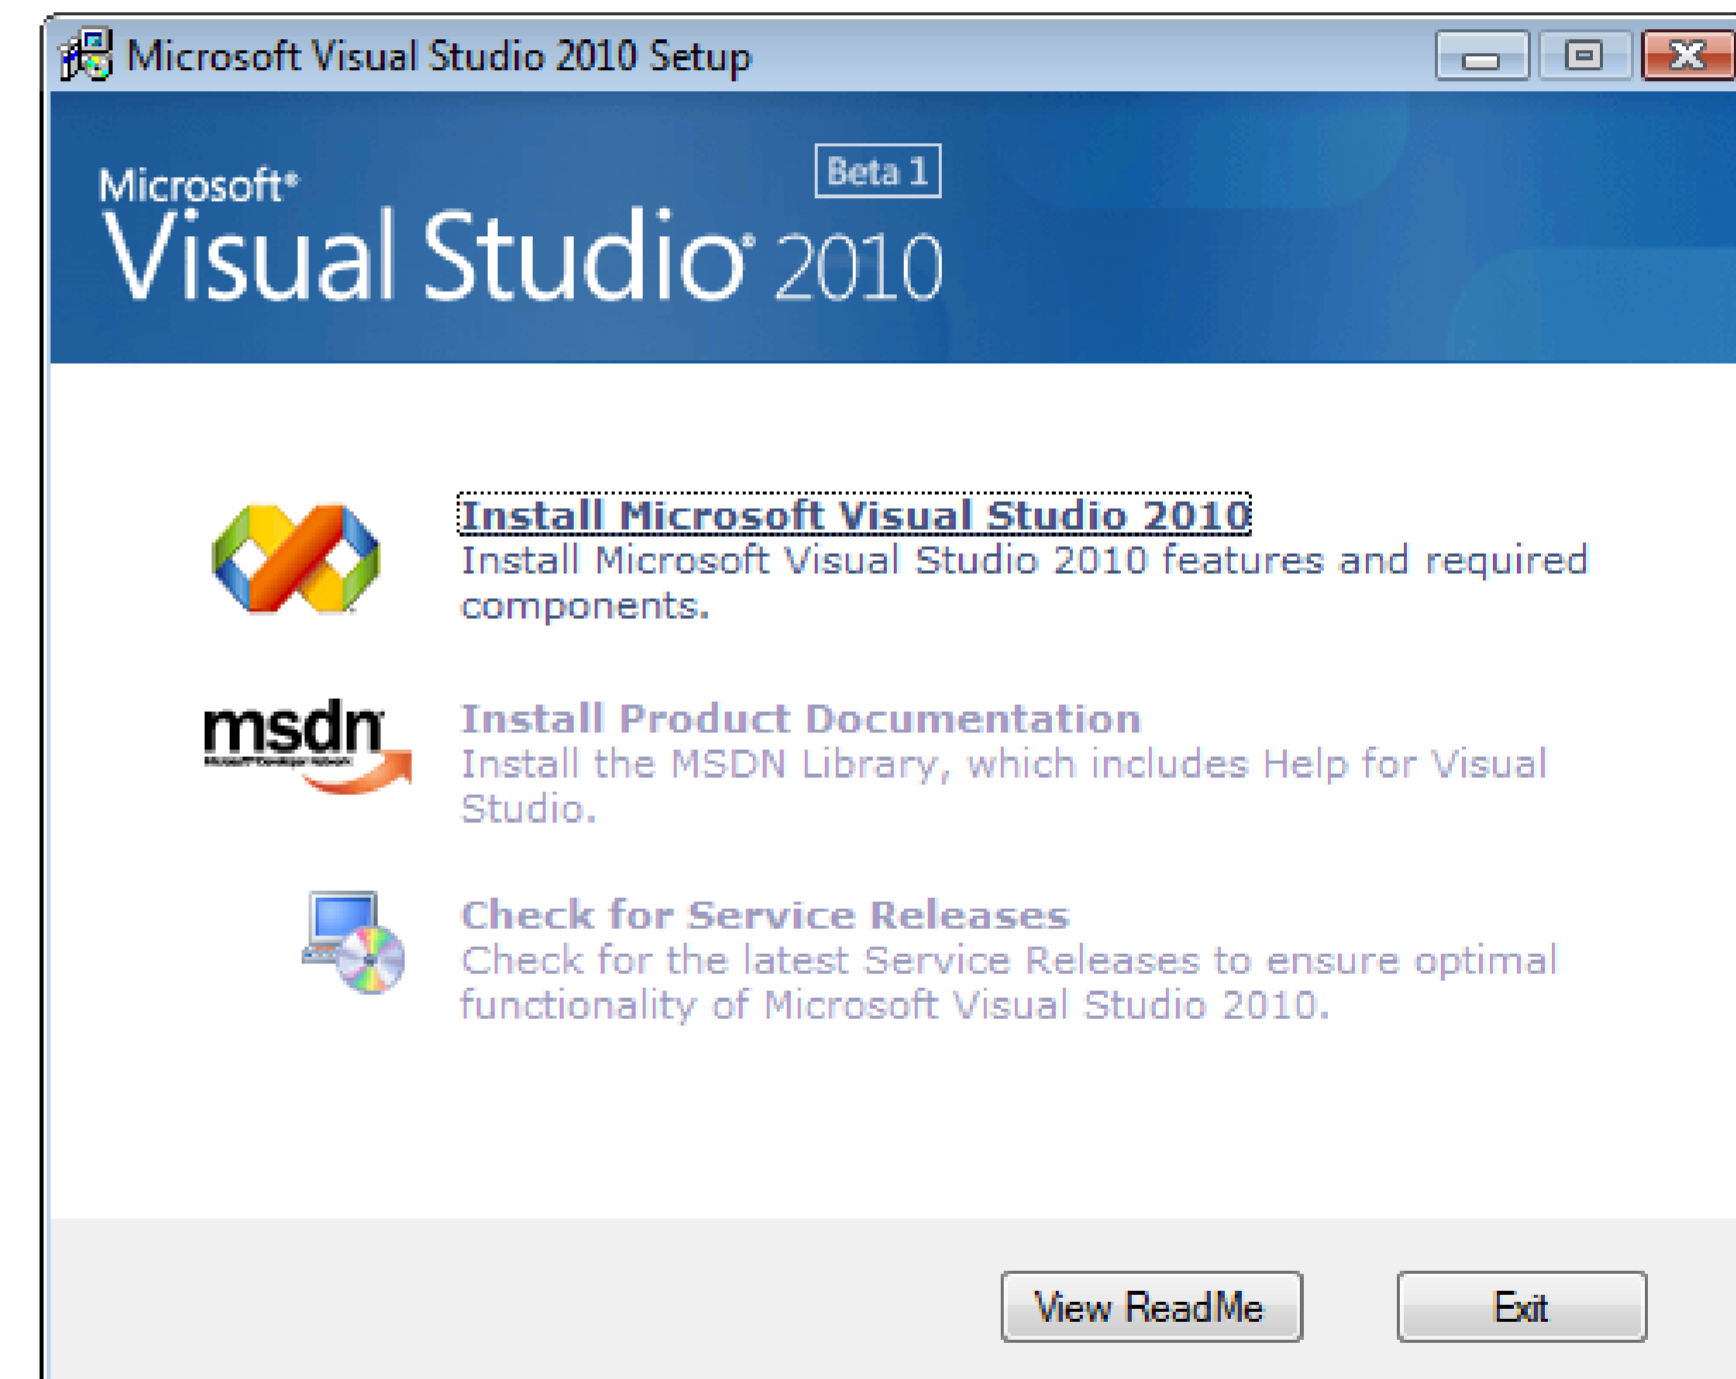 Microsoft Visual Studio 2010 Setup
Beta 1
Microsoft®
Visual Studio® 2010
Install Microsoft Visual Studio 2010
Install Microsoft Visual Studio 2010 features and required
components.
msdn
Microsoft Developer Network
Install Product Documentation
Install the MSDN Library, which includes Help for Visual
Studio.
Check for Service Releases
Check for the latest Service Releases to ensure optimal
functionality of Microsoft Visual Studio 2010.
View ReadMe
Exit